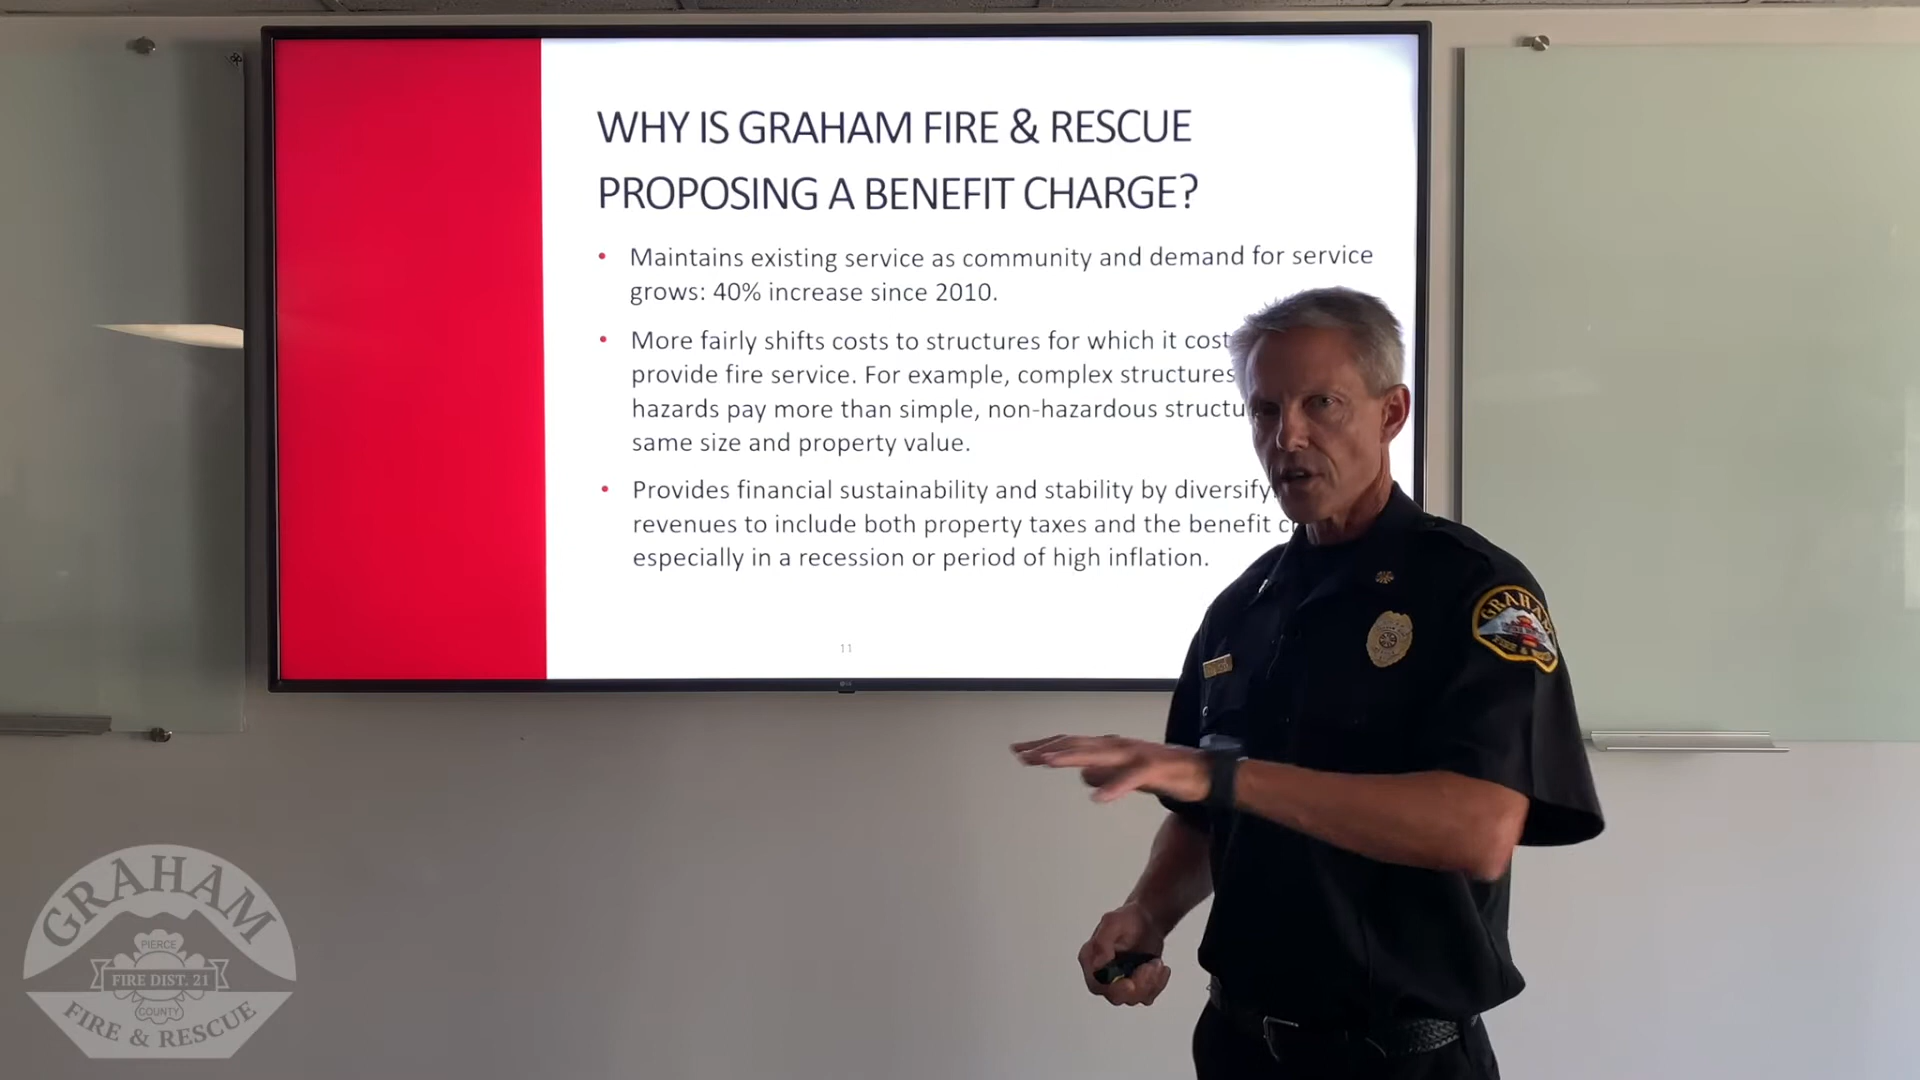 WHY IS GRAHAM FIRE & RESCUE
PROPOSING A BENEFIT CHARGE?
• Maintains existing service as community and demand for service
grows: 40% increase since 2010.
• More fairly shifts costs to structures for which it
provide fire service. For example, complex structures
hazards pay more than simple, non-hazardous
same size and property value.
• Provides financial sustainability and stability by
revenues to include both property taxes and the benefit
especially in a recession or period of high inflation.
11
GRAHAM
FIRE &
GRAHAM
PIERCE
FIRE DIST. 21
COUNTY
FIRE & RESCUE